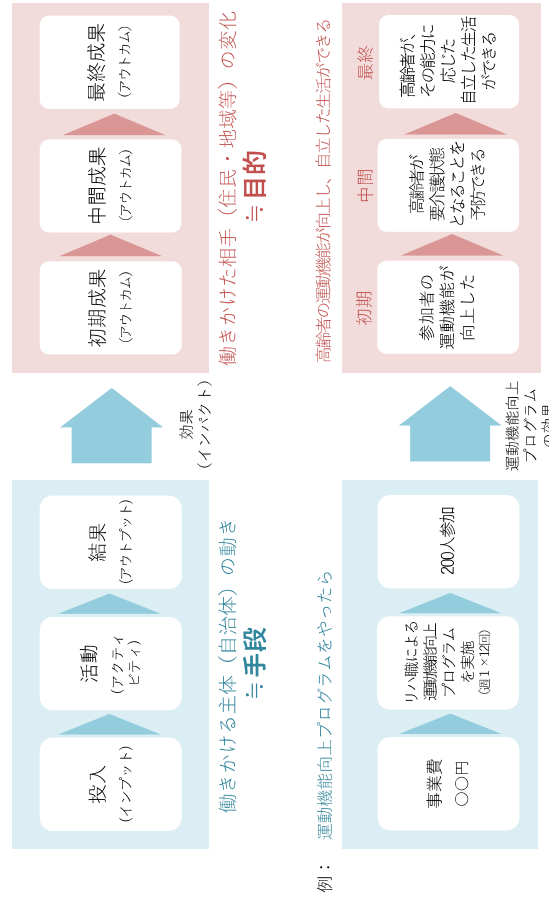 投入
(インプット)
活動
(アクティ
ビティ)
結果
(アウトプット)
効果
(インパクト)
初期成果
(アウトカム)
中間成果
(アウトカム)
最終成果
(アウトカム)
働きかける主体（自治体）の動き
≒手段
働きかけた相手（住民・地域等）の変化
≒目的
例：
運動機能向上プログラムをやったら
高齢者の運動機能が向上し、自立した生活ができる
事業費
〇〇円
リハ職による
運動機能向上
プログラム
を実施
(週1×12回)
200人参加
運動機能向上
プログラム
の効果
初期
参加者の
運動機能が
向上した
中間
高齢者が
要介護状態
となることを
予防できる
最終
高齢者が、
その能力に
応じた
自立した生活
ができる